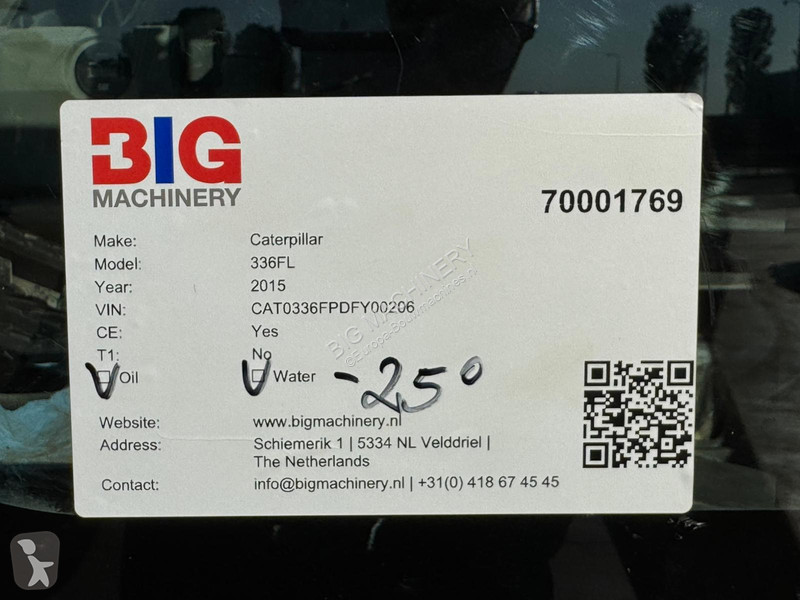 BIG
MACHINERY
70001769
Make: Caterpillar
Model: 336FL
Year: 2015
VIN: CAT0336FPDFY00206
CE: Yes
T1: No
Oil Water -25°
Website: www.bigmachinery.nl
Address: Schiemerik 1 | 5334 NL Velddriel |
The Netherlands
Contact: info@bigmachinery.nl | +31(0) 418 67 45 45
BIG MACHINERY